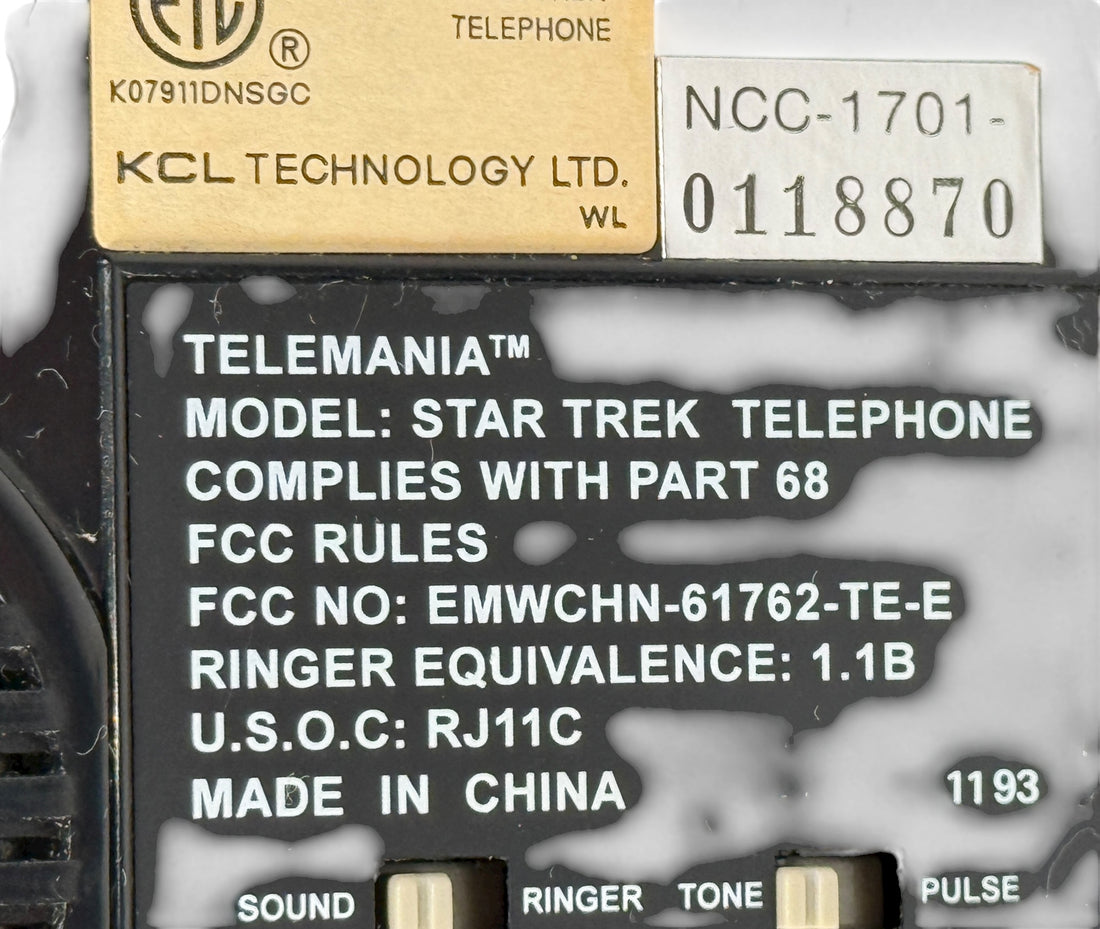 ETL
®
TELEPHONE
K07911DNSGC
KCL TECHNOLOGY LTD.
WL
NCC-1701-
0118870
TELEMANIA™
MODEL: STAR TREK TELEPHONE
COMPLIES WITH PART 68
FCC RULES
FCC NO: EMWCHN-61762-TE-E
RINGER EQUIVALENCE: 1.1B
U.S.O.C: RJ11C
MADE IN CHINA
1193
SOUND RINGER TONE PULSE